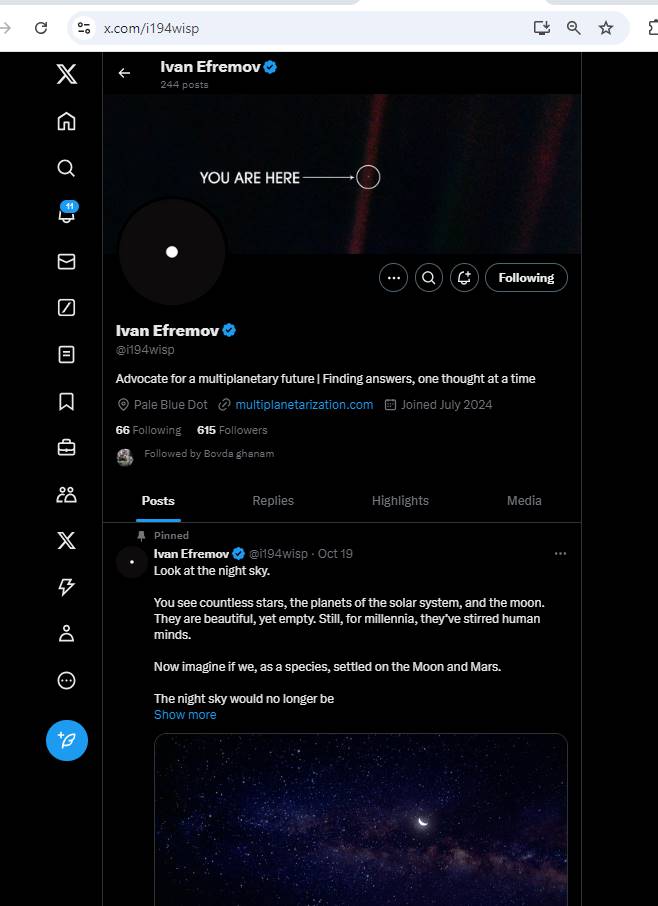 x.com/i194wisp
Ivan Efremov
244 posts
YOU ARE HERE
11
Following
Ivan Efremov
@i194wisp
Advocate for a multiplanetary future | Finding answers, one thought at a time
Pale Blue Dot multiplanetarization.com Joined July 2024
66 Following 615 Followers
Followed by Bovda ghanam
Posts Replies Highlights Media
Pinned
Ivan Efremov @i194wisp · Oct 19
Look at the night sky.
You see countless stars, the planets of the solar system, and the moon.
They are beautiful, yet empty. Still, for millennia, they've stirred human
minds.
Now imagine if we, as a species, settled on the Moon and Mars.
The night sky would no longer be
Show more